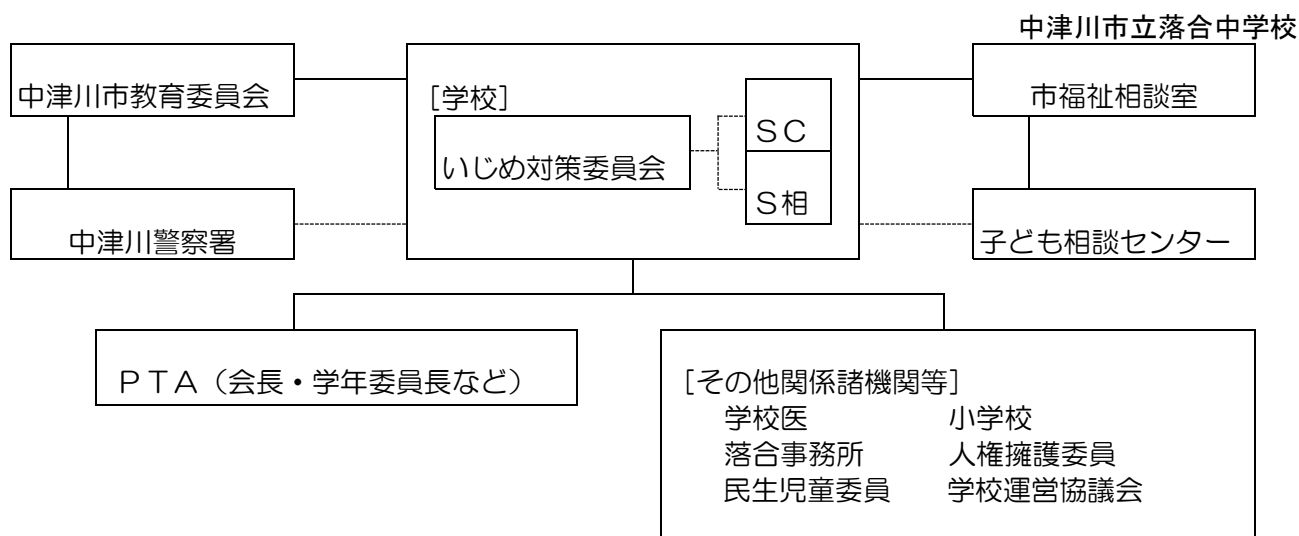 中津川市立落合中学校
中津川市教育委員会
[学校]
市福祉相談室
ＳＣ
いじめ対策委員会
Ｓ相
中津川警察署
子ども相談センター
ＰＴＡ（会長・学年委員長など）
[その他関係諸機関等]
学校医　小学校
落合事務所　人権擁護委員
民生児童委員　学校運営協議会